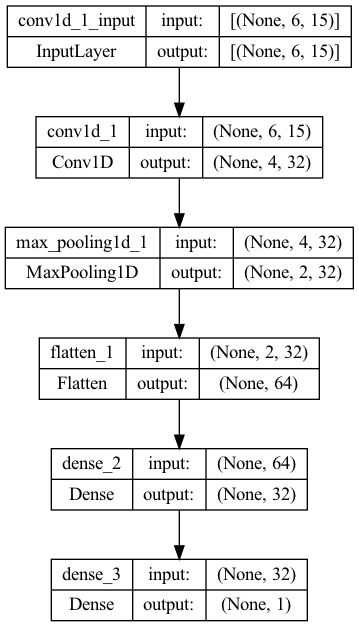 conv1d_1_input input: [(None, 6, 15)]
InputLayer output: [(None, 6, 15)]
conv1d_1 input: (None, 6, 15)
Conv1D output: (None, 4, 32)
max_pooling1d_1 input: (None, 4, 32)
MaxPooling1D output: (None, 2, 32)
flatten_1 input: (None, 2, 32)
Flatten output: (None, 64)
dense_2 input: (None, 64)
Dense output: (None, 32)
dense_3 input: (None, 32)
Dense output: (None, 1)